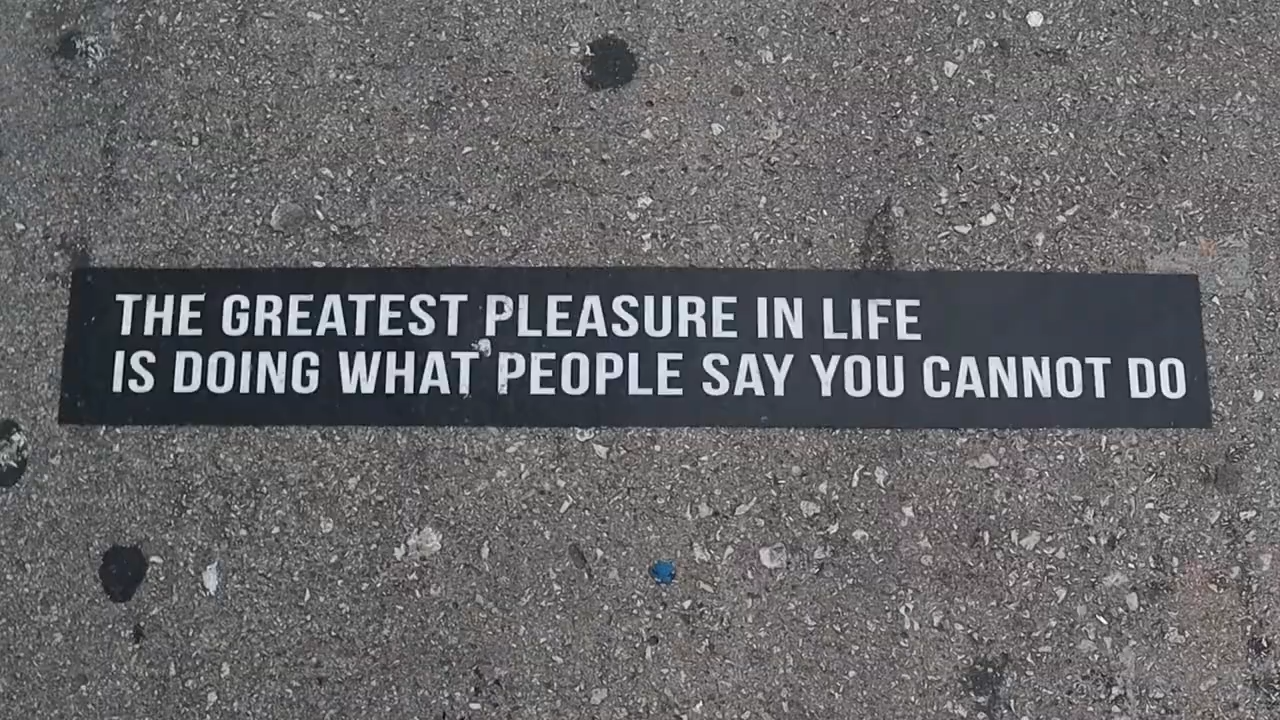 THE GREATEST PLEASURE IN LIFE
IS DOING WHAT PEOPLE SAY YOU CANNOT DO